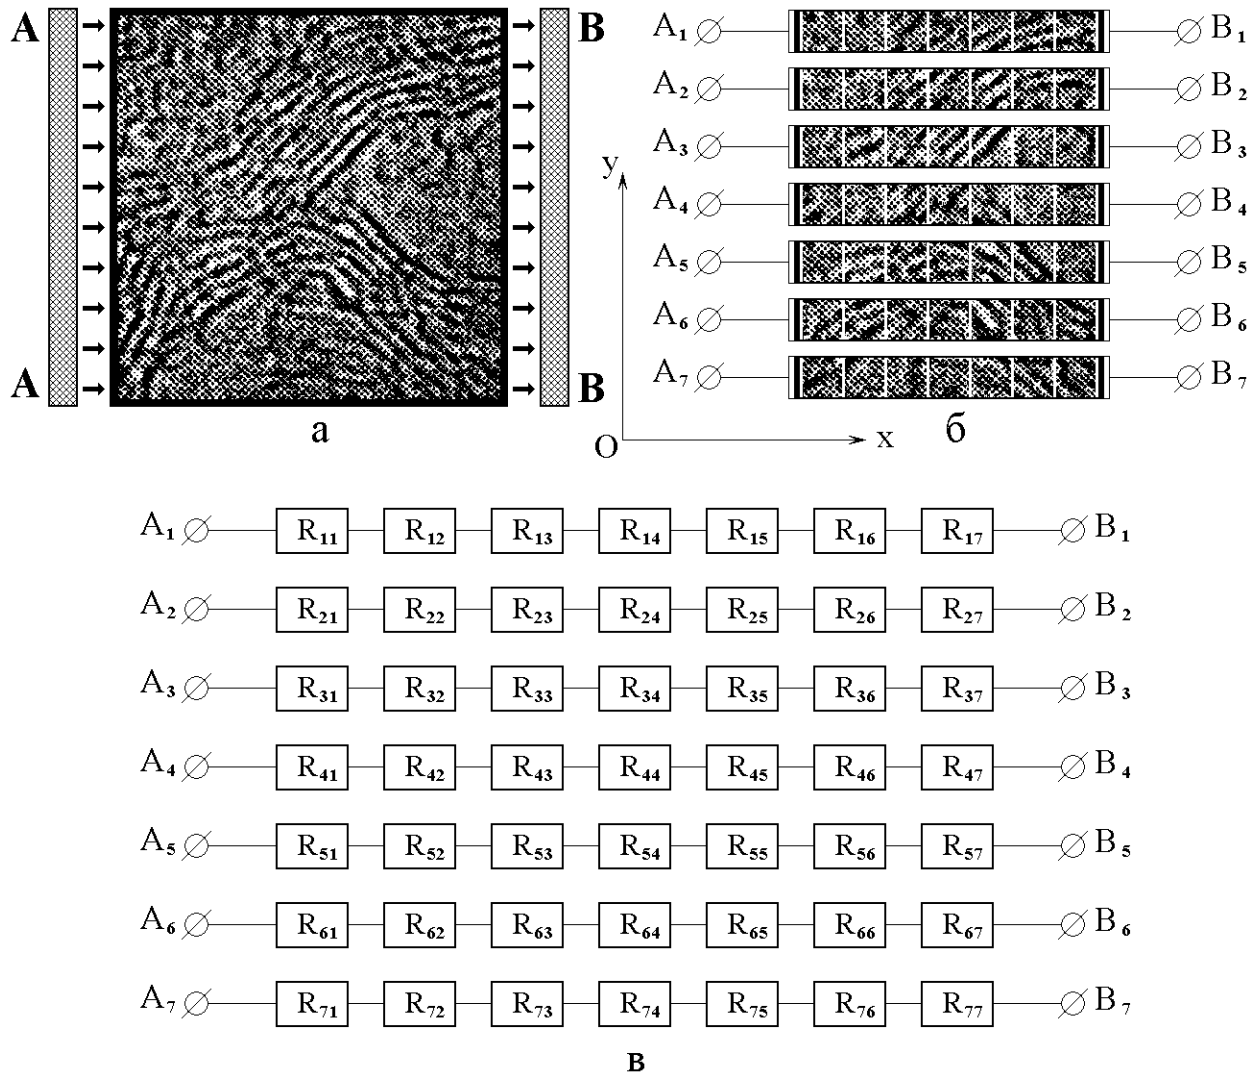 А В
А В
а
A1 B1
A2 B2
A3 B3
A4 B4
A5 B5
A6 B6
A7 B7
y
O x
б
A1 R11 R12 R13 R14 R15 R16 R17 B1
A2 R21 R22 R23 R24 R25 R26 R27 B2
A3 R31 R32 R33 R34 R35 R36 R37 B3
A4 R41 R42 R43 R44 R45 R46 R47 B4
A5 R51 R52 R53 R54 R55 R56 R57 B5
A6 R61 R62 R63 R64 R65 R66 R67 B6
A7 R71 R72 R73 R74 R75 R76 R77 B7
в